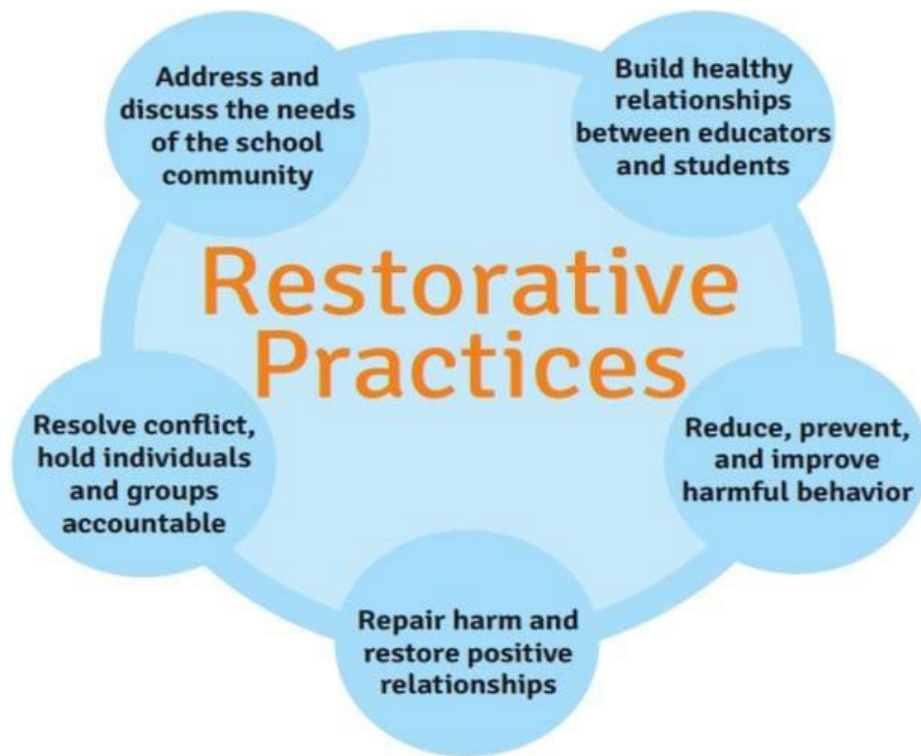 Address and
discuss the needs
of the school
community
Build healthy
relationships
between educators
and students
Restorative
Practices
Resolve conflict,
hold individuals
and groups
accountable
Reduce, prevent,
and improve
harmful behavior
Repair harm and
restore positive
relationships